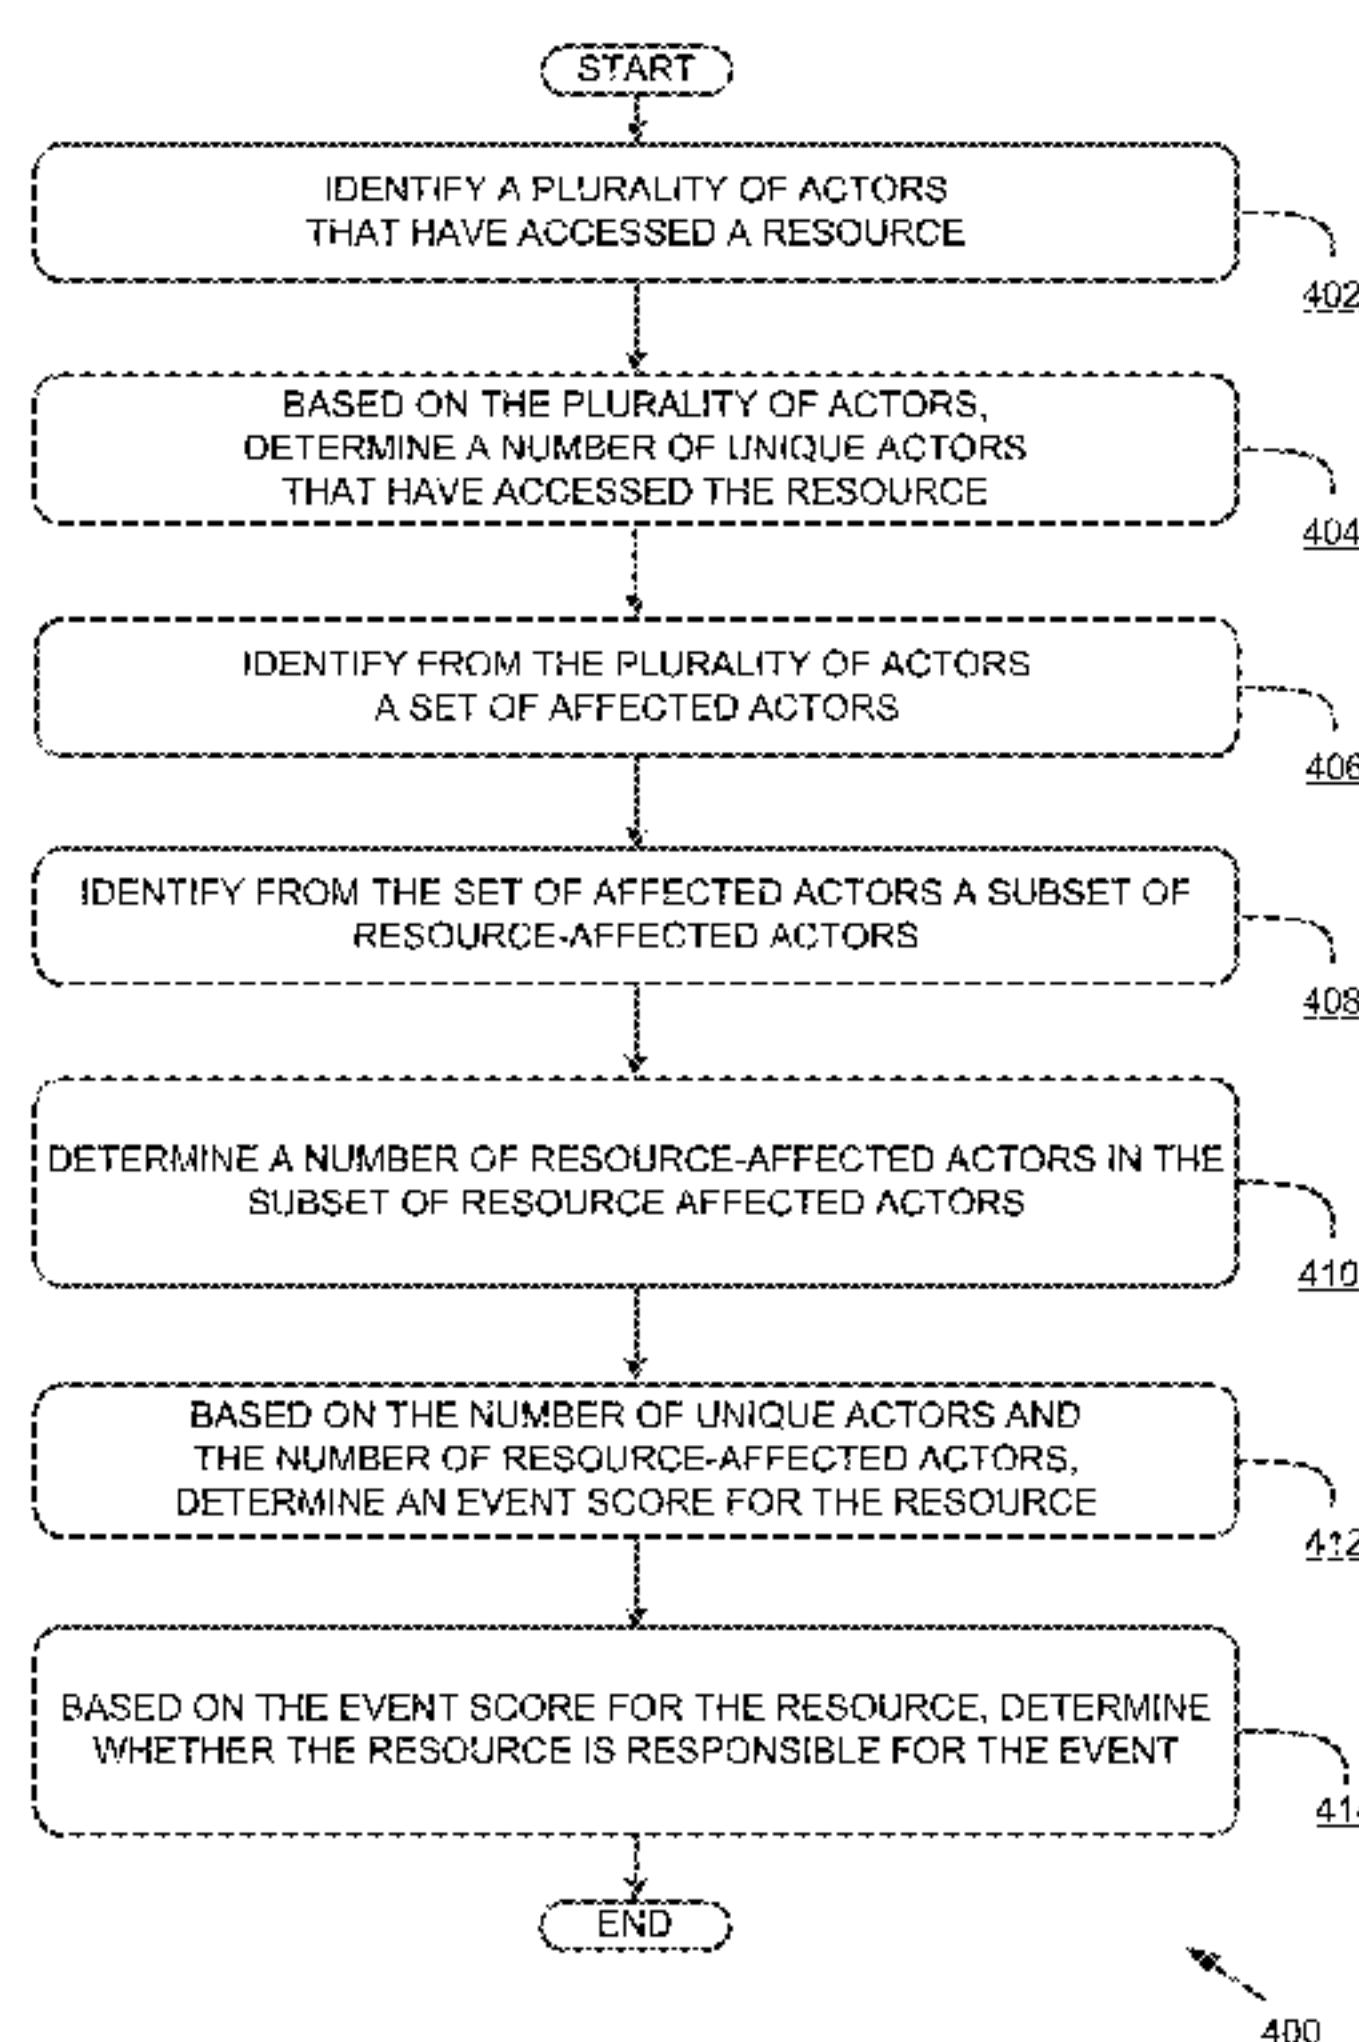 START
IDENTIFY A PLURALITY OF ACTORS
THAT HAVE ACCESSED A RESOURCE
402
BASED ON THE PLURALITY OF ACTORS,
DETERMINE A NUMBER OF UNIQUE ACTORS
THAT HAVE ACCESSED THE RESOURCE
404
IDENTIFY FROM THE PLURALITY OF ACTORS
A SET OF AFFECTED ACTORS
406
IDENTIFY FROM THE SET OF AFFECTED ACTORS A SUBSET OF
RESOURCE-AFFECTED ACTORS
408
DETERMINE A NUMBER OF RESOURCE-AFFECTED ACTORS IN THE
SUBSET OF RESOURCE AFFECTED ACTORS
410
BASED ON THE NUMBER OF UNIQUE ACTORS AND
THE NUMBER OF RESOURCE-AFFECTED ACTORS,
DETERMINE AN EVENT SCORE FOR THE RESOURCE
412
BASED ON THE EVENT SCORE FOR THE RESOURCE, DETERMINE
WHETHER THE RESOURCE IS RESPONSIBLE FOR THE EVENT
END
400